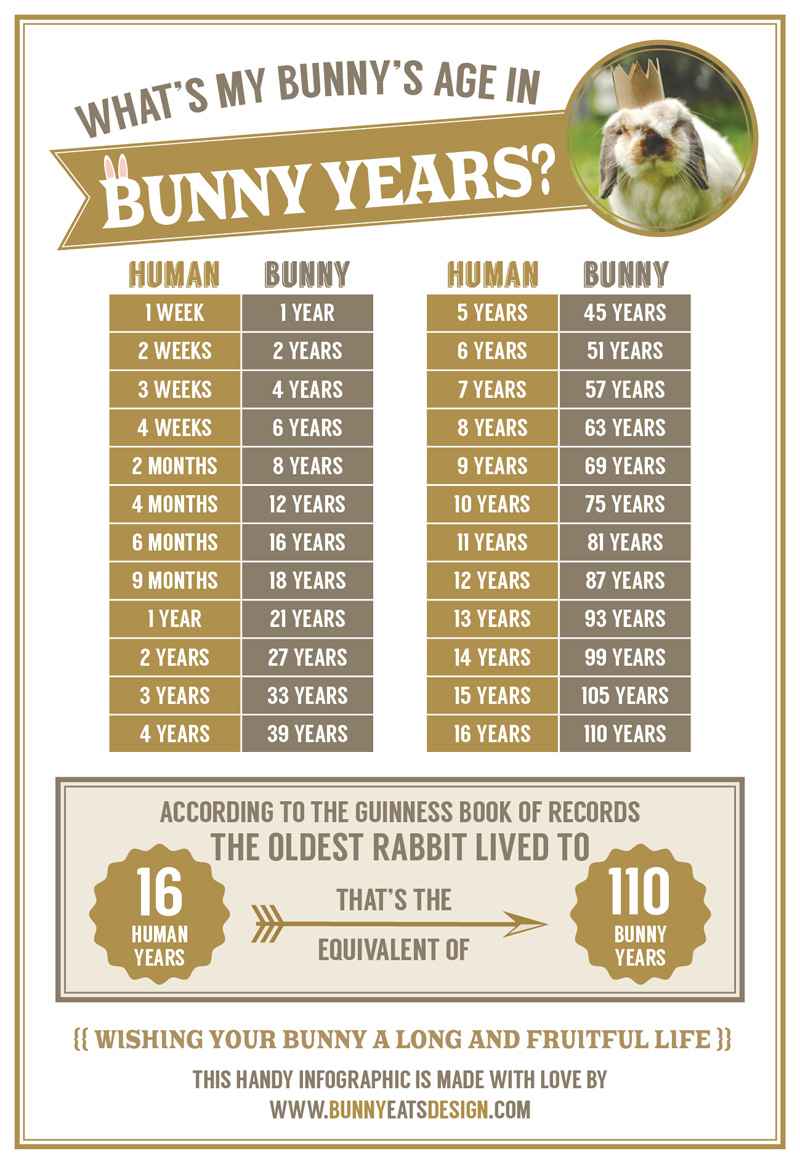 WHAT'S MY BUNNY'S AGE IN
BUNNY YEARS?
HUMAN BUNNY
1 WEEK 1 YEAR
2 WEEKS 2 YEARS
3 WEEKS 4 YEARS
4 WEEKS 6 YEARS
2 MONTHS 8 YEARS
4 MONTHS 12 YEARS
6 MONTHS 16 YEARS
9 MONTHS 18 YEARS
1 YEAR 21 YEARS
2 YEARS 27 YEARS
3 YEARS 33 YEARS
4 YEARS 39 YEARS
HUMAN BUNNY
5 YEARS 45 YEARS
6 YEARS 51 YEARS
7 YEARS 57 YEARS
8 YEARS 63 YEARS
9 YEARS 69 YEARS
10 YEARS 75 YEARS
11 YEARS 81 YEARS
12 YEARS 87 YEARS
13 YEARS 93 YEARS
14 YEARS 99 YEARS
15 YEARS 105 YEARS
16 YEARS 110 YEARS
ACCORDING TO THE GUINNESS BOOK OF RECORDS
THE OLDEST RABBIT LIVED TO
16
HUMAN
YEARS
THAT'S THE
EQUIVALENT OF
110
BUNNY
YEARS
{{ WISHING YOUR BUNNY A LONG AND FRUITFUL LIFE }}
THIS HANDY INFOGRAPHIC IS MADE WITH LOVE BY
WWW.BUNNYEATSDESIGN.COM